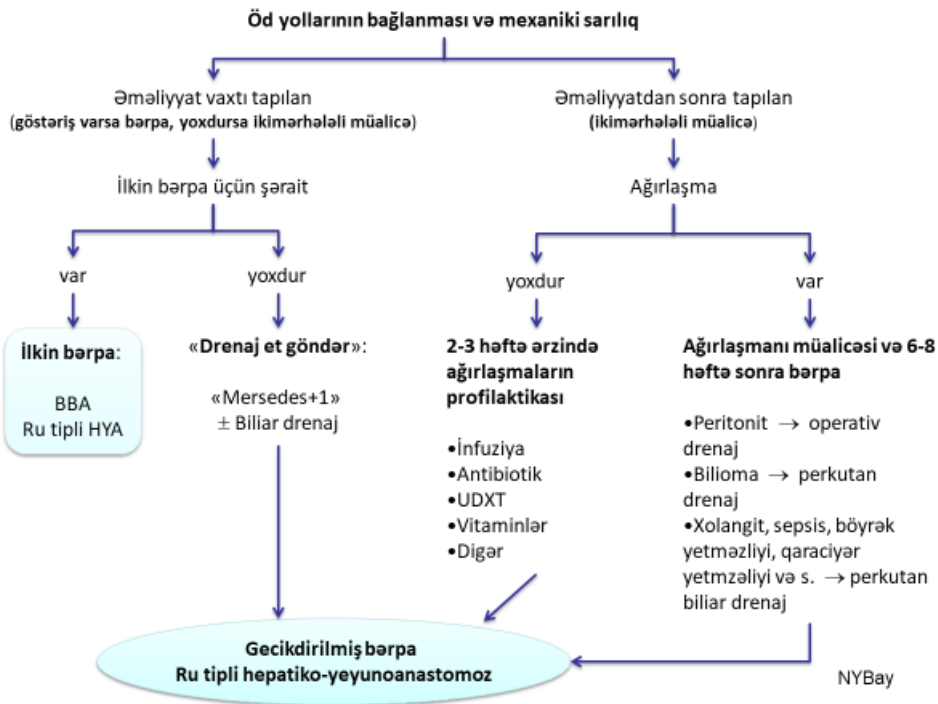 Öd yollarının bağlanması və mexaniki sarılıq
Əməliyyat vaxtı tapılan
(göstəriş varsa bərpa, yoxdursa ikimərhələli müalicə)
Əməliyyatdan sonra tapılan
(ikimərhələli müalicə)
İlkin bərpa üçün şərait
Ağırlaşma
var
yoxdur
yoxdur
var
İlkin bərpa:
BBA
Ru tipli HYA
«Drenaj et göndər»:
«Mersedes+1»
± Biliar drenaj
2-3 həftə ərzində
ağırlaşmaların
profilaktikası
•İnfuziya
•Antibiotik
•UDXT
•Vitaminlər
•Digər
Ağırlaşmanı müalicəsi və 6-8
həftə sonra bərpa
•Peritonit → operativ
drenaj
•Bilioma → perkutan
drenaj
•Xolangit, sepsis, böyrək
yetməzliyi, qaraciyər
yetmzəliyi və s. → perkutan
biliar drenaj
Gecikdirilmiş bərpa
Ru tipli hepatiko-yeyunoanastomoz
NYBay